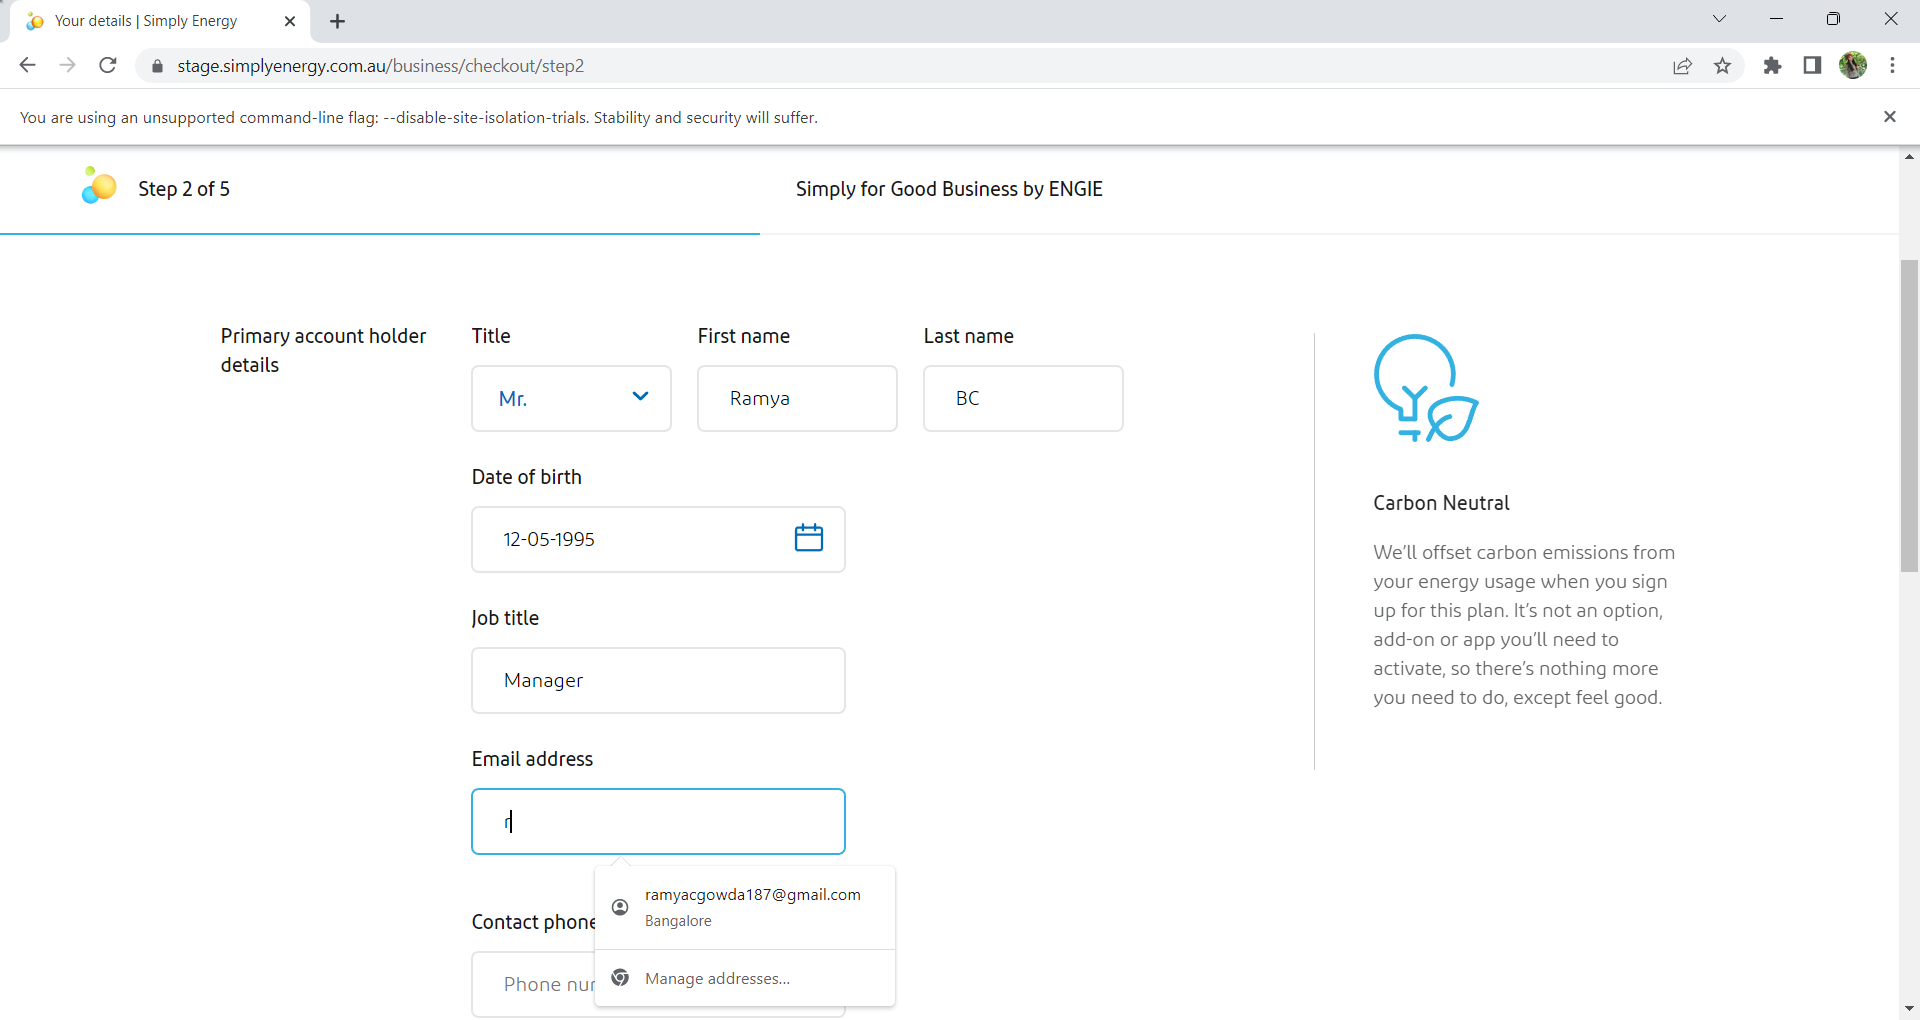 Your details | Simply Energy
stage.simplyenergy.com.au/business/checkout/step2
You are using an unsupported command-line flag: --disable-site-isolation-trials. Stability and security will suffer.
Step 2 of 5
Simply for Good Business by ENGIE
Primary account holder
details
Title
First name
Last name
Mr.
Ramya
BC
Date of birth
12-05-1995
Job title
Manager
Email address
r
ramyacgowda187@gmail.com
Bangalore
Manage addresses...
Contact phone
Phone nu
Carbon Neutral
We'll offset carbon emissions from
your energy usage when you sign
up for this plan. It's not an option,
add-on or app you'll need to
activate, so there's nothing more
you need to do, except feel good.